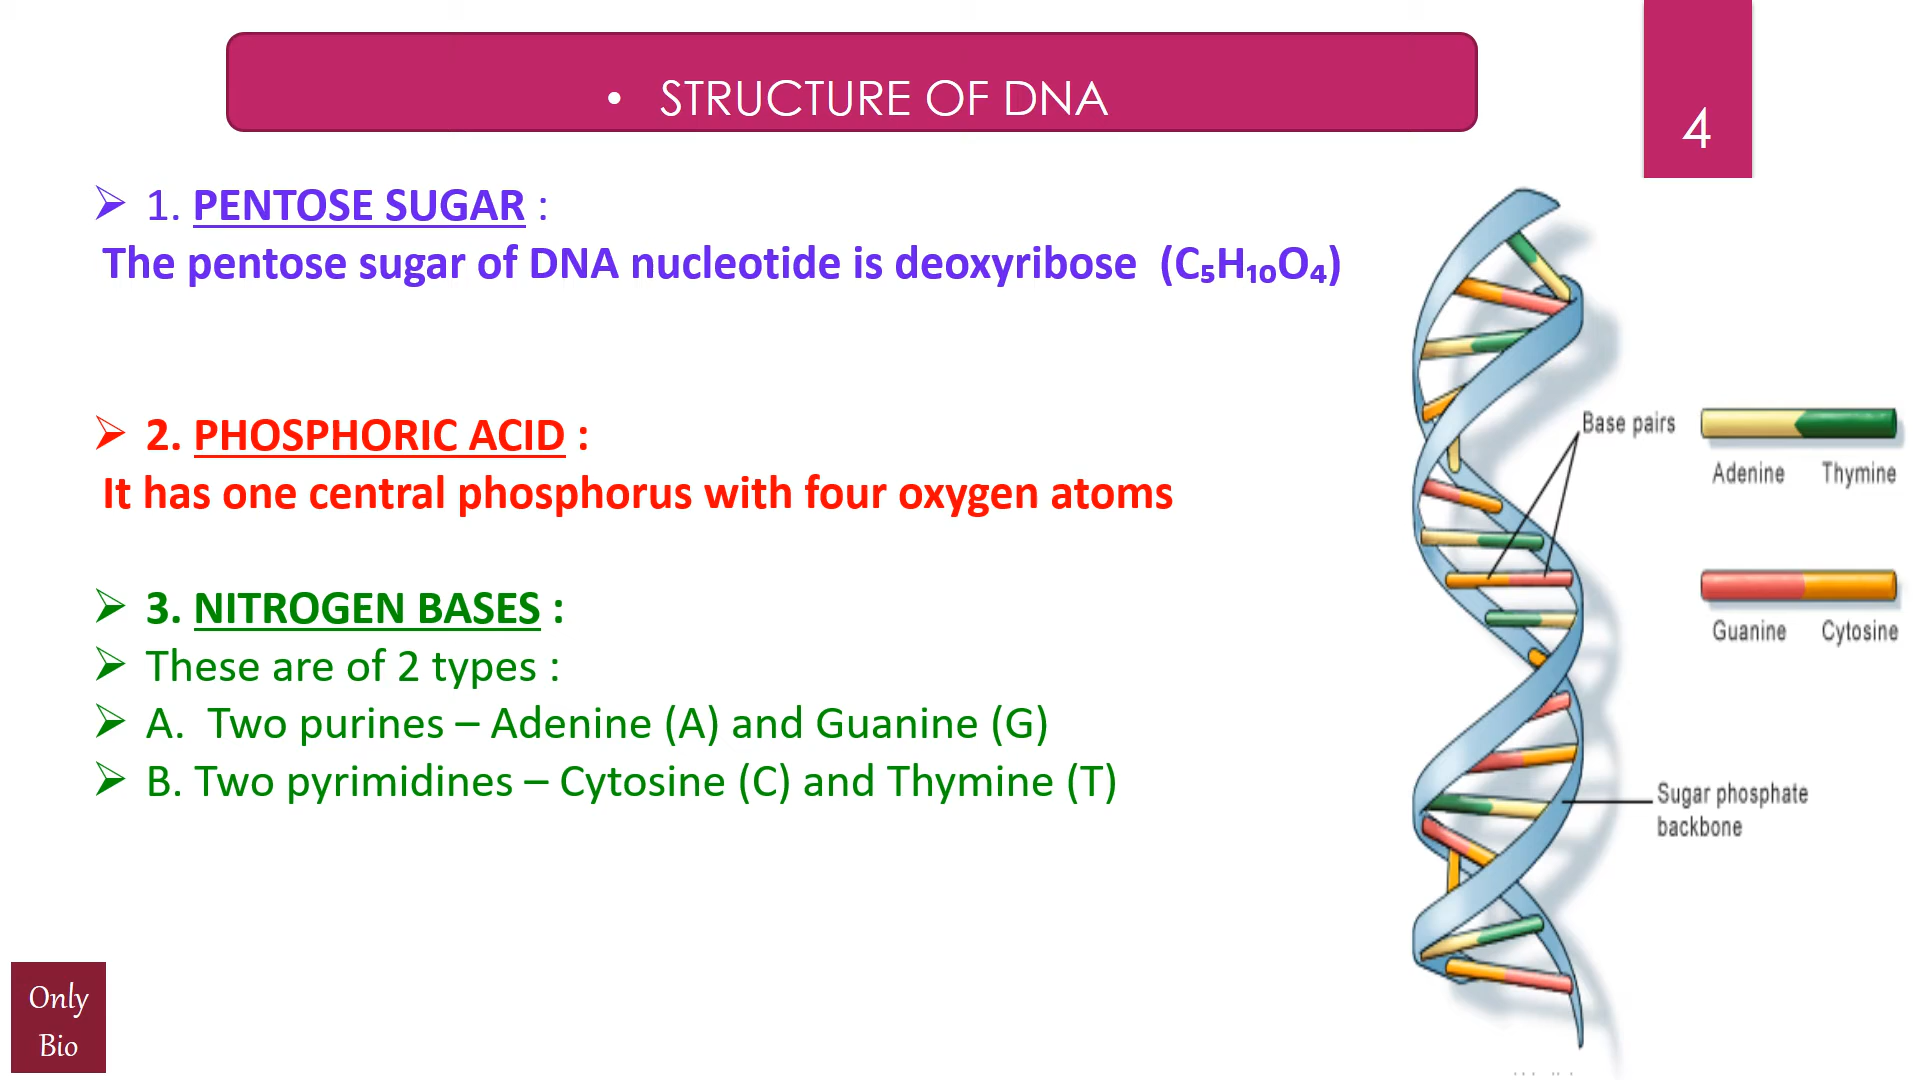 • STRUCTURE OF DNA
4
➢ 1. PENTOSE SUGAR :
The pentose sugar of DNA nucleotide is deoxyribose (C₅H₁₀O₄)
➢ 2. PHOSPHORIC ACID :
It has one central phosphorus with four oxygen atoms
➢ 3. NITROGEN BASES :
➢ These are of 2 types :
➢ A. Two purines – Adenine (A) and Guanine (G)
➢ B. Two pyrimidines – Cytosine (C) and Thymine (T)
Base pairs
Adenine Thymine
Guanine Cytosine
Sugar phosphate
backbone
Only
Bio